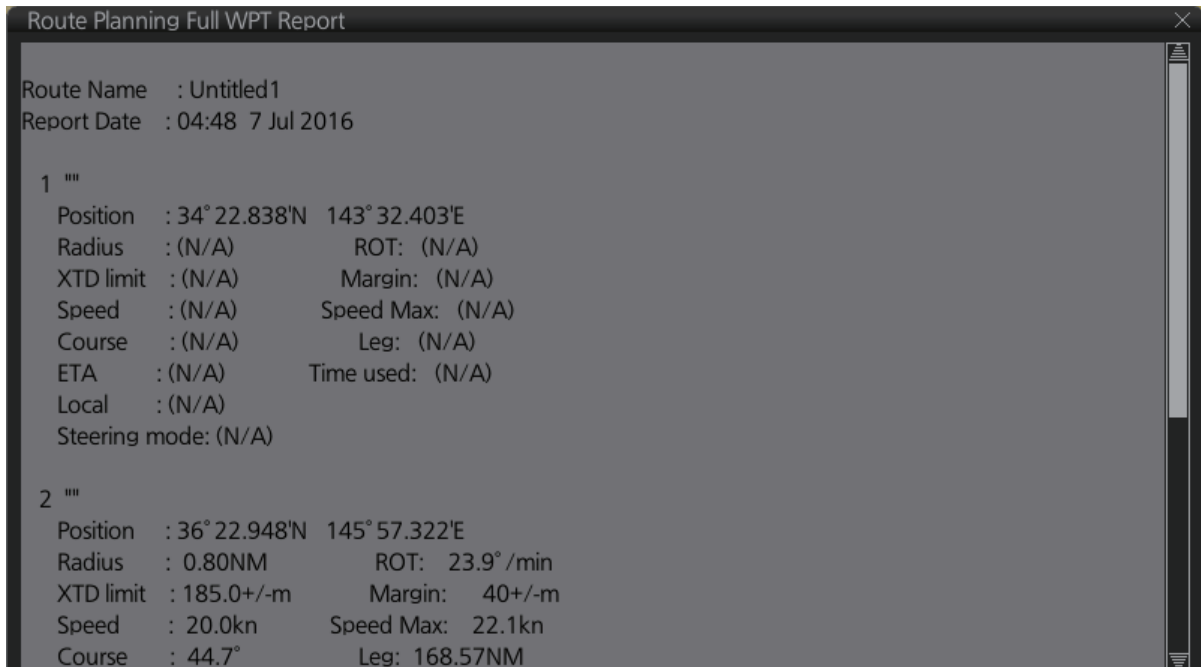 Route Planning Full WPT Report
Route Name : Untitled1
Report Date : 04:48 7 Jul 2016
1 ""
Position : 34°22.838'N 143°32.403'E
Radius : (N/A) ROT: (N/A)
XTD limit : (N/A) Margin: (N/A)
Speed : (N/A) Speed Max: (N/A)
Course : (N/A) Leg: (N/A)
ETA : (N/A) Time used: (N/A)
Local : (N/A)
Steering mode: (N/A)
2 ""
Position : 36°22.948'N 145°57.322'E
Radius : 0.80NM ROT: 23.9°/min
XTD limit : 185.0+/-m Margin: 40+/-m
Speed : 20.0kn Speed Max: 22.1kn
Course : 44.7° Leg: 168.57NM